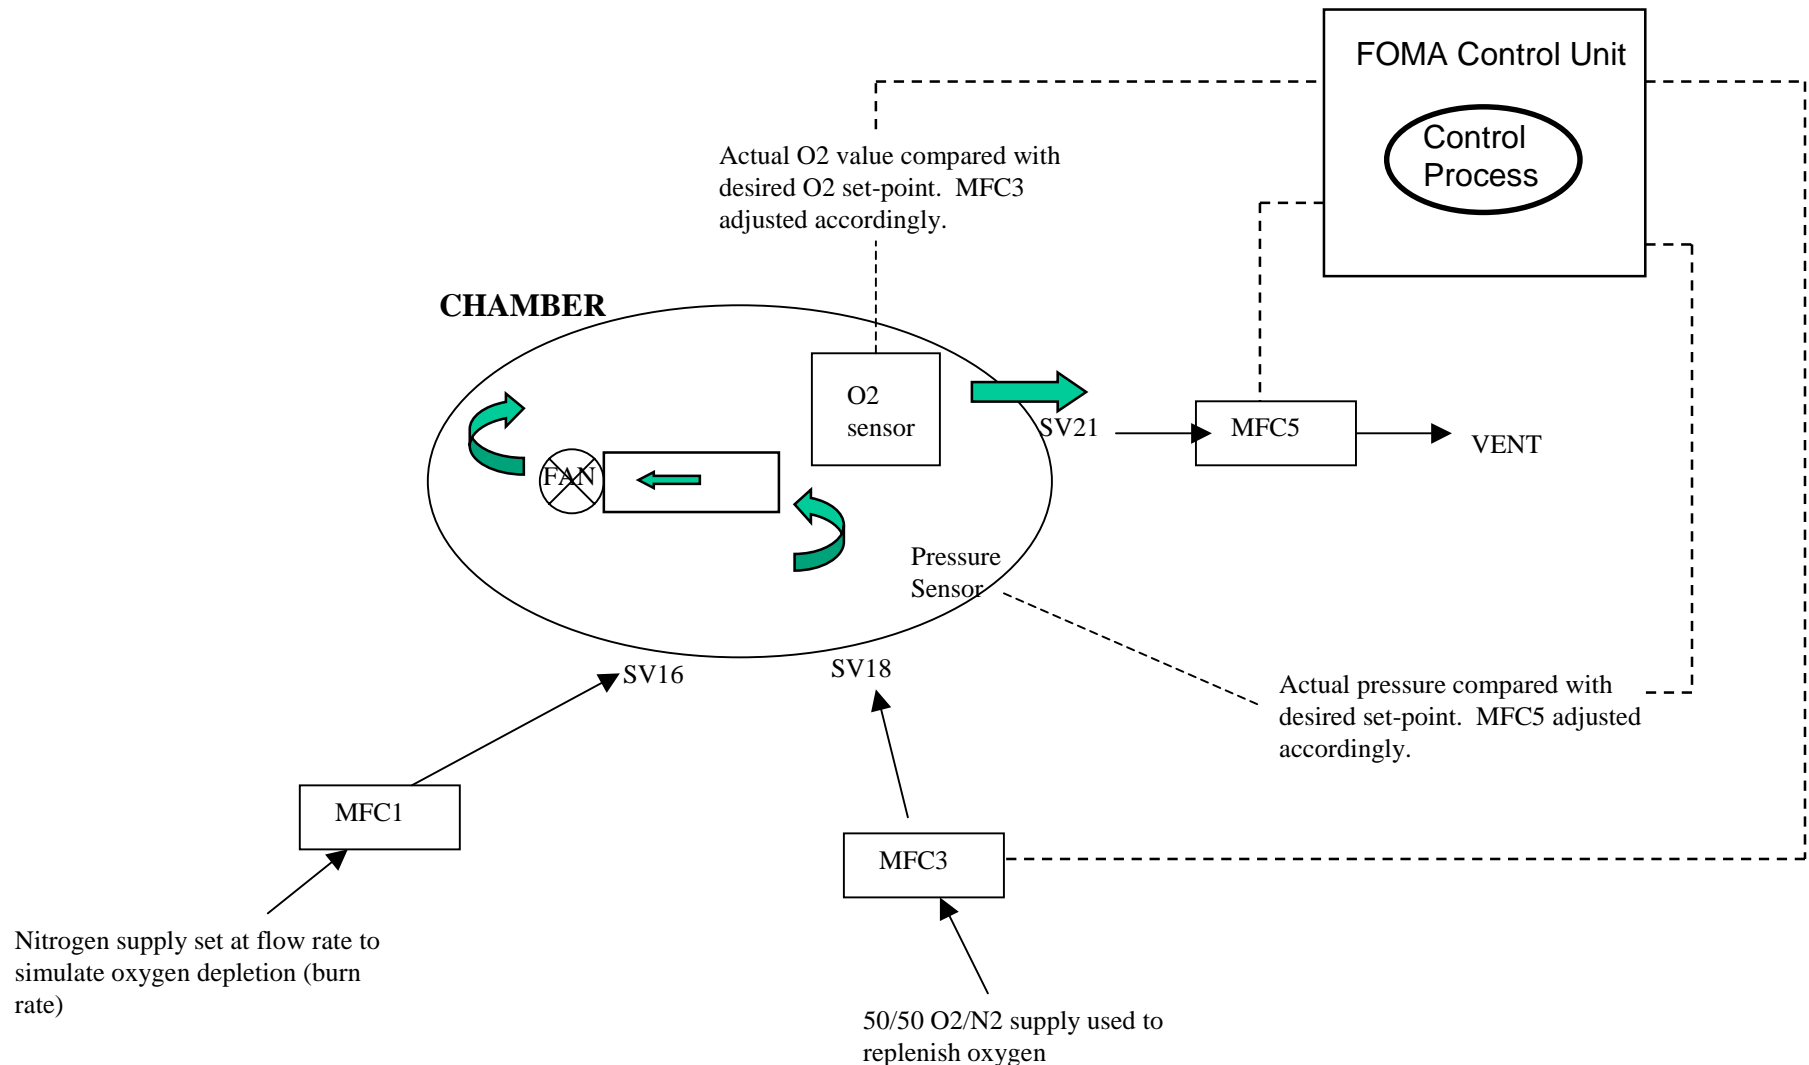 FOMA Control Unit
Control
Process
Actual O2 value compared with
desired O2 set-point.  MFC3
adjusted accordingly.
CHAMBER
O2
sensor
SV21
MFC5
VENT
FAN
Pressure
Sensor
SV16
SV18
Actual pressure compared with
desired set-point.  MFC5 adjusted
accordingly.
MFC1
MFC3
Nitrogen supply set at flow rate to
simulate oxygen depletion (burn
rate)
50/50 O2/N2 supply used to
replenish oxygen